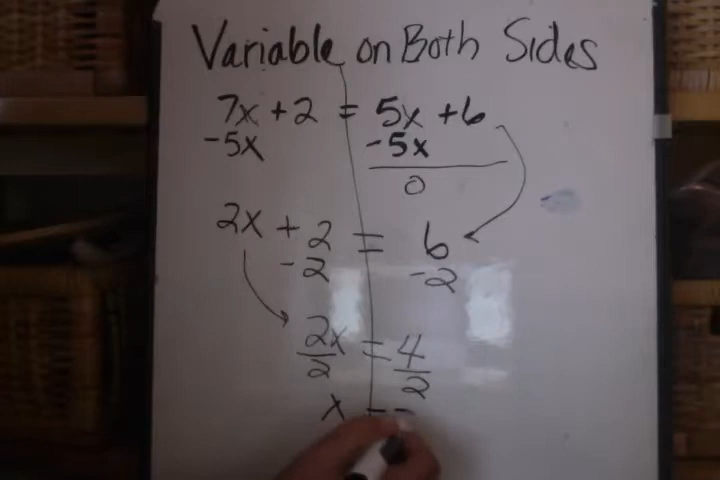 Variable on Both Sides
7x + 2 = 5x + 6
-5x -5x
0
2x + 2 = 6
-2 -2
2x = 4
2 2
x =